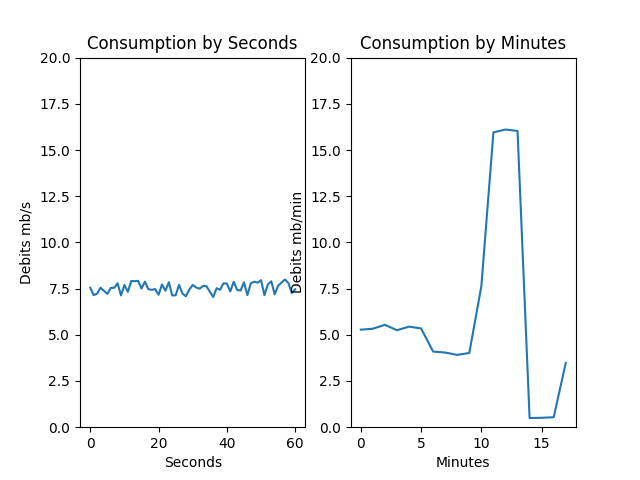 Consumption by Seconds
20.0
17.5
15.0
12.5
10.0
7.5
5.0
2.5
0.0
Debits mb/s
0 20 40 60
Seconds
Consumption by Minutes
20.0
17.5
15.0
12.5
10.0
7.5
5.0
2.5
0.0
Debits mb/min
0 5 10 15
Minutes